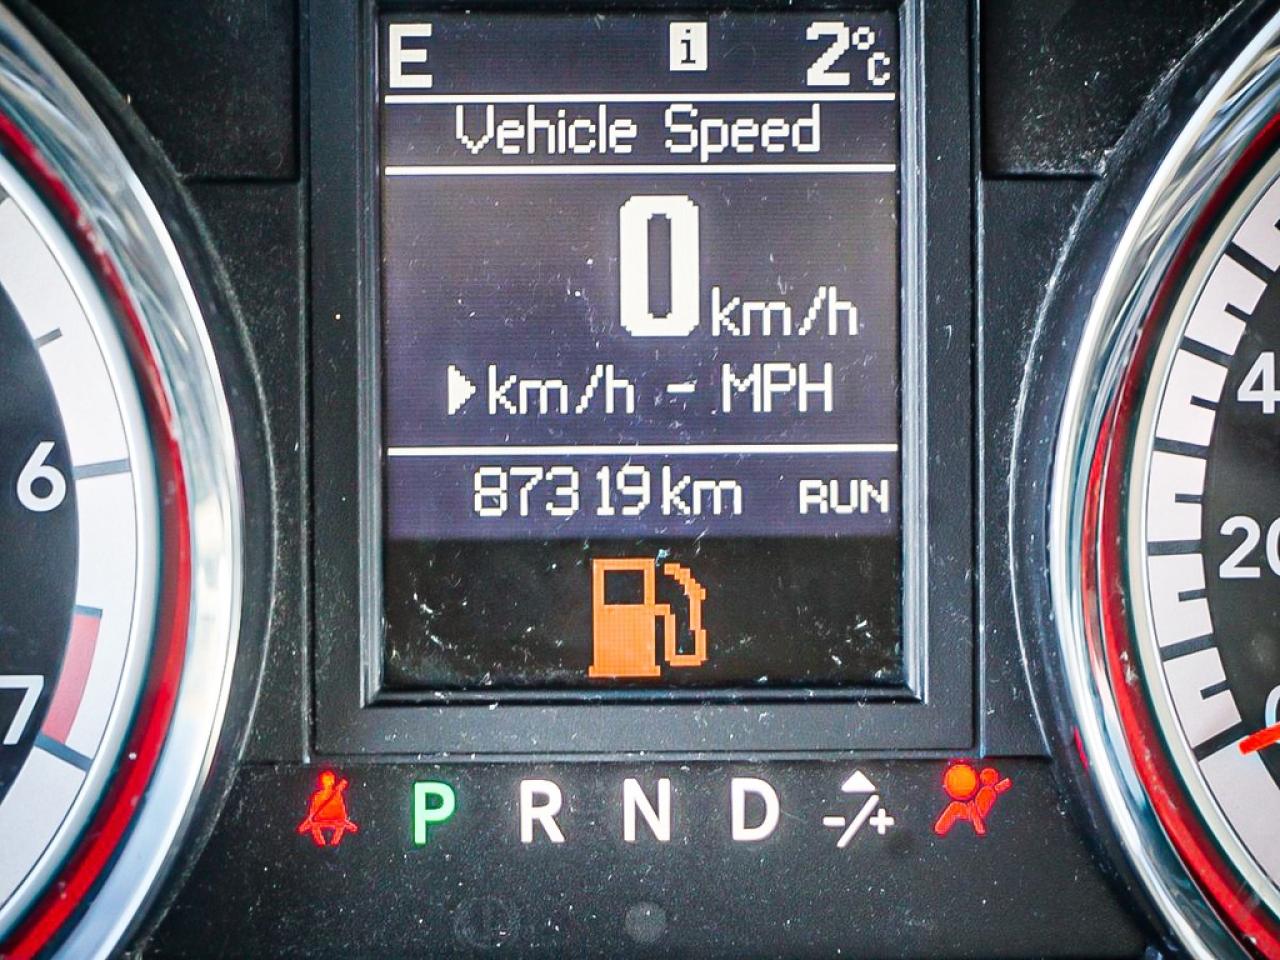 E i 2°C
Vehicle Speed
0 km/h
▶km/h - MPH
87319 km RUN
P R N D -/+
6
7
4
20